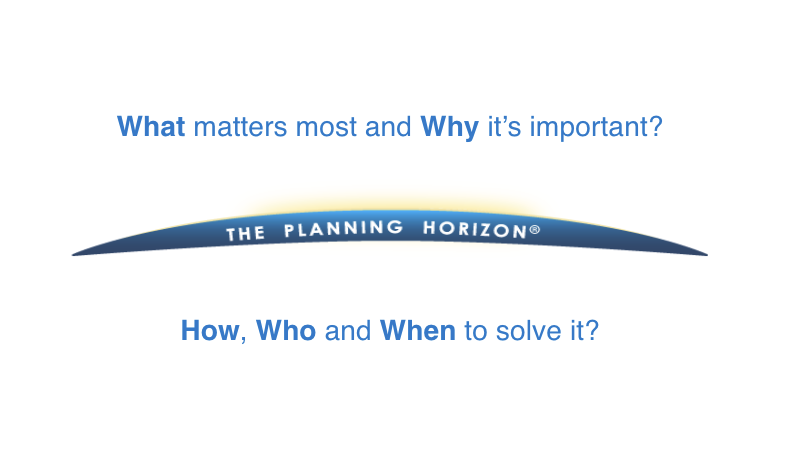 What matters most and Why it’s important?
THE PLANNING HORIZON®
How, Who and When to solve it?